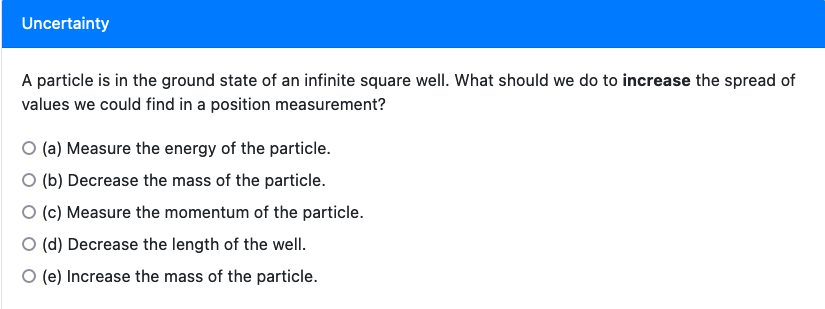 Uncertainty
A particle is in the ground state of an infinite square well. What should we do to increase the spread of
values we could find in a position measurement?
(a) Measure the energy of the particle.
(b) Decrease the mass of the particle.
(c) Measure the momentum of the particle.
(d) Decrease the length of the well.
(e) Increase the mass of the particle.